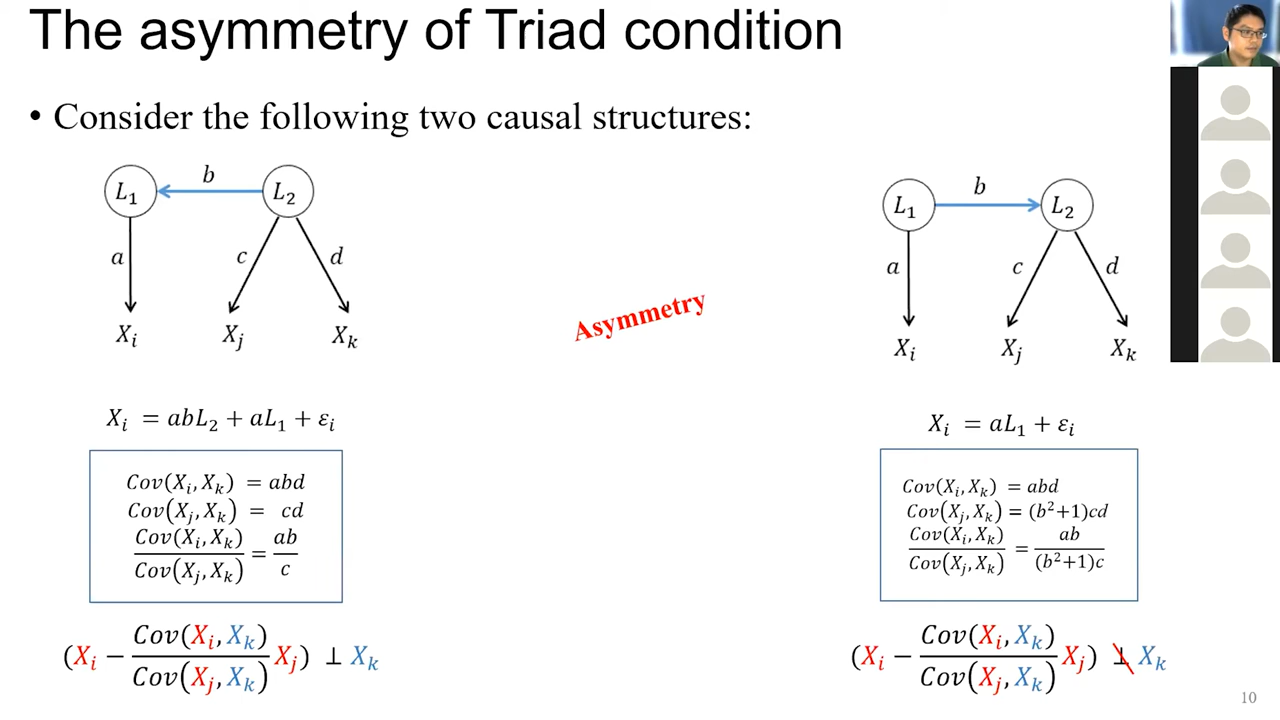 The asymmetry of Triad condition
• Consider the following two causal structures:
L₁ b L₂
a c d
Xᵢ Xⱼ Xₖ
Asymmetry
L₁ b L₂
a c d
Xᵢ Xⱼ Xₖ
Xᵢ = abL₂ + aL₁ + εᵢ
Cov(Xᵢ, Xₖ) = abd
Cov(Xⱼ, Xₖ) = cd
Cov(Xᵢ, Xₖ) / Cov(Xⱼ, Xₖ) = ab / c
(Xᵢ − Cov(Xᵢ, Xₖ) / Cov(Xⱼ, Xₖ) Xⱼ) ⊥ Xₖ
Xᵢ = aL₁ + εᵢ
Cov(Xᵢ, Xₖ) = abd
Cov(Xⱼ, Xₖ) = (b²+1)cd
Cov(Xᵢ, Xₖ) / Cov(Xⱼ, Xₖ) = ab / (b²+1)c
(Xᵢ − Cov(Xᵢ, Xₖ) / Cov(Xⱼ, Xₖ) Xⱼ) ⊥̸ Xₖ
10